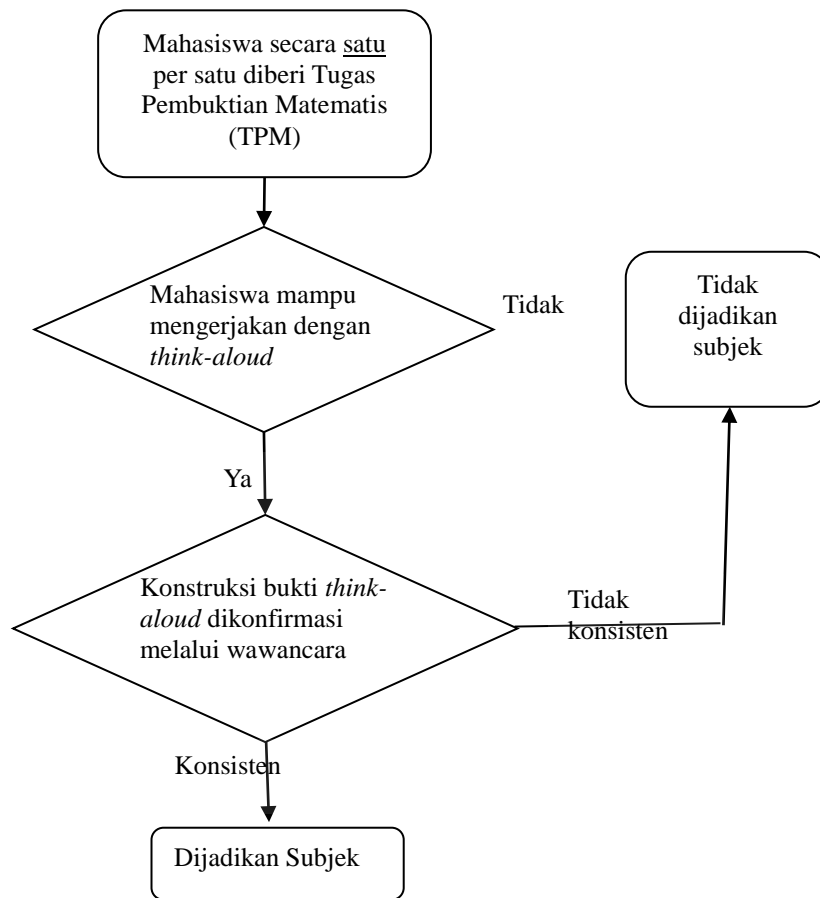 Mahasiswa secara satu
per satu diberi Tugas
Pembuktian Matematis
(TPM)
Mahasiswa mampu
mengerjakan dengan
think-aloud
Tidak
Tidak
dijadikan
subjek
Ya
Konstruksi bukti think-
aloud dikonfirmasi
melalui wawancara
Tidak
konsisten
Konsisten
Dijadikan Subjek